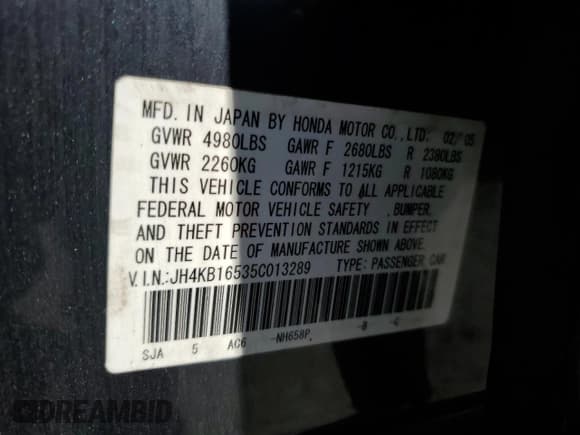 MFD. IN JAPAN BY HONDA MOTOR CO.,LTD. 02/'05
GVWR 4980LBS GAWR F 2680LBS R 2380LBS
GVWR 2260KG GAWR F 1215KG R 1080KG
THIS VEHICLE CONFORMS TO ALL APPLICABLE
FEDERAL MOTOR VEHICLE SAFETY ,BUMPER,
AND THEFT PREVENTION STANDARDS IN EFFECT
ON THE DATE OF MANUFACTURE SHOWN ABOVE.
V.I.N.:JH4KB16535C013289 TYPE: PASSENGER CAR
SJA 5 AC6 -NH658P, -B -C
DREAMBID